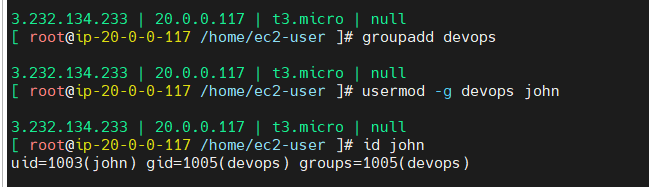 3.232.134.233 | 20.0.0.117 | t3.micro | null
[ root@ip-20-0-0-117 /home/ec2-user ]# groupadd devops
3.232.134.233 | 20.0.0.117 | t3.micro | null
[ root@ip-20-0-0-117 /home/ec2-user ]# usermod -g devops john
3.232.134.233 | 20.0.0.117 | t3.micro | null
[ root@ip-20-0-0-117 /home/ec2-user ]# id john
uid=1003(john) gid=1005(devops) groups=1005(devops)